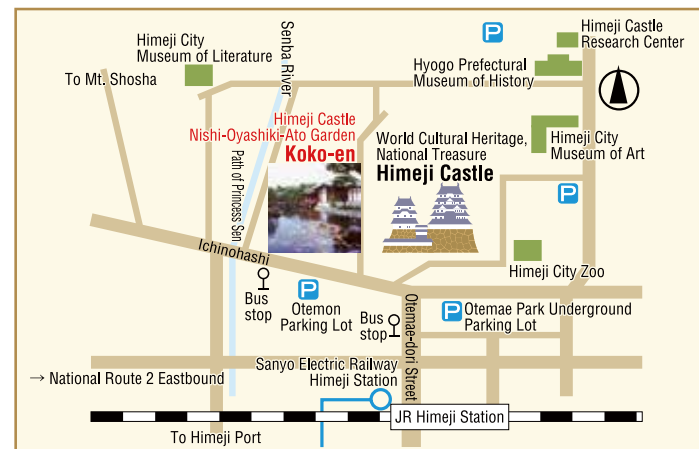 Himeji City
Museum of Literature
To Mt. Shosha
Senba River
P
Himeji Castle
Research Center
Hyogo Prefectural
Museum of History
Himeji Castle
Nishi-Oyashiki-Ato Garden
Koko-en
World Cultural Heritage,
National Treasure
Himeji Castle
Himeji City
Museum of Art
P
Path of Princess Sen
Ichinohashi
Himeji City Zoo
Bus
stop
P
Otemon
Parking Lot
Bus
stop
Otemae-dori Street
P
Otemae Park Underground
Parking Lot
Sanyo Electric Railway
Himeji Station
→ National Route 2 Eastbound
JR Himeji Station
To Himeji Port